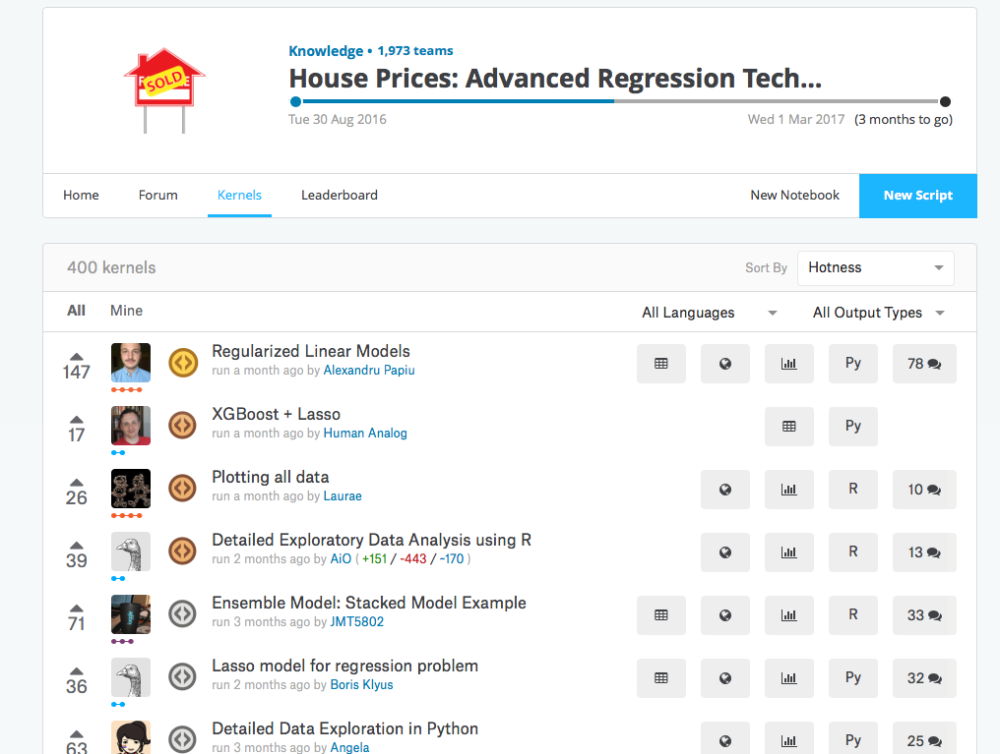 Knowledge • 1,973 teams
House Prices: Advanced Regression Tech...
SOLD
Tue 30 Aug 2016 Wed 1 Mar 2017 (3 months to go)
Home Forum Kernels Leaderboard New Notebook New Script
400 kernels Sort By Hotness
All Mine All Languages All Output Types
Regularized Linear Models
147 run a month ago by Alexandru Papiu Py 78
XGBoost + Lasso
17 run a month ago by Human Analog Py
Plotting all data
26 run a month ago by Laurae R 10
Detailed Exploratory Data Analysis using R
39 run 2 months ago by AiO ( +151 / -443 / ~170 ) R 13
Ensemble Model: Stacked Model Example
71 run 3 months ago by JMT5802 R 33
Lasso model for regression problem
36 run 2 months ago by Boris Klyus Py 32
Detailed Data Exploration in Python
63 run 3 months ago by Angela Py 25